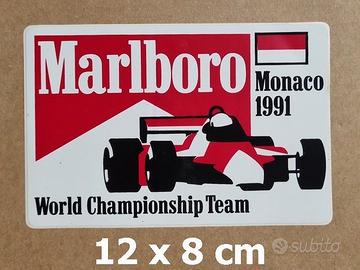 Marlboro
Monaco
1991
World Championship Team
subito
12 x 8 cm